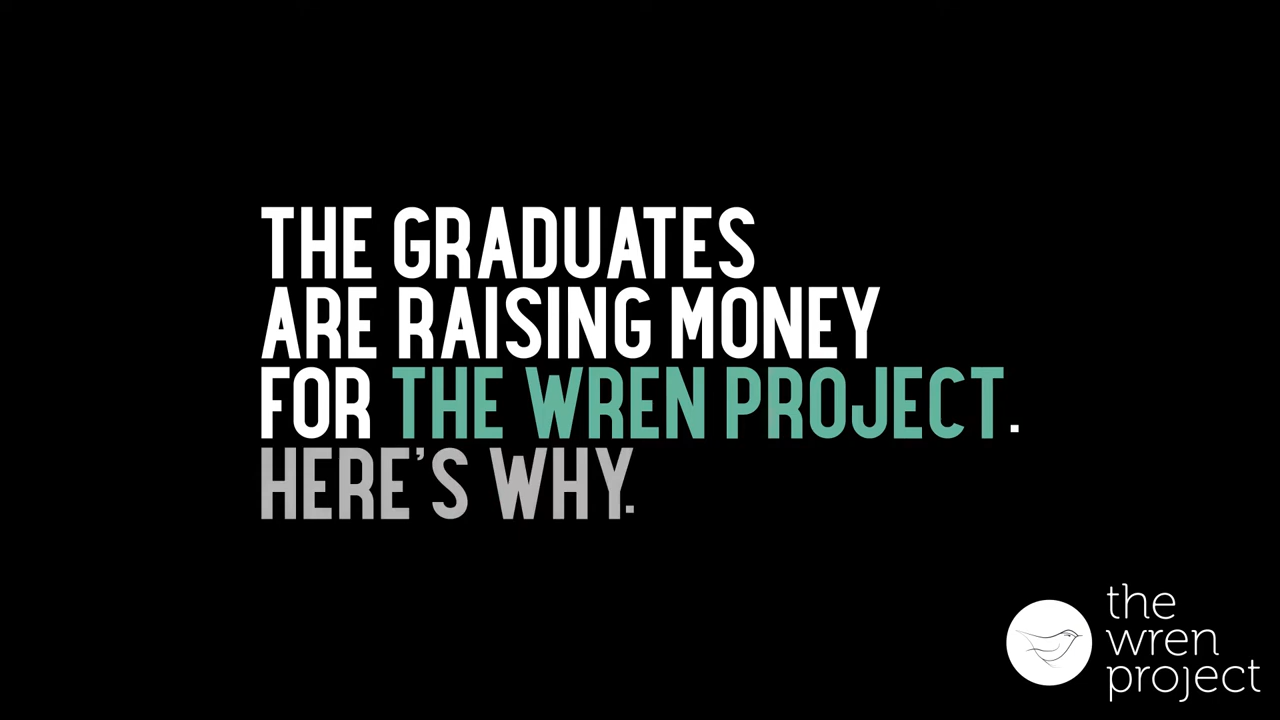 THE GRADUATES
ARE RAISING MONEY
FOR THE WREN PROJECT.
HERE'S WHY.
the
wren
project